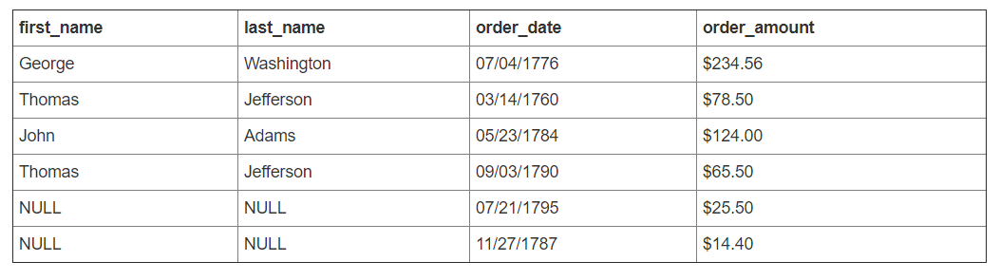 first_name last_name order_date order_amount
George Washington 07/04/1776 $234.56
Thomas Jefferson 03/14/1760 $78.50
John Adams 05/23/1784 $124.00
Thomas Jefferson 09/03/1790 $65.50
NULL NULL 07/21/1795 $25.50
NULL NULL 11/27/1787 $14.40